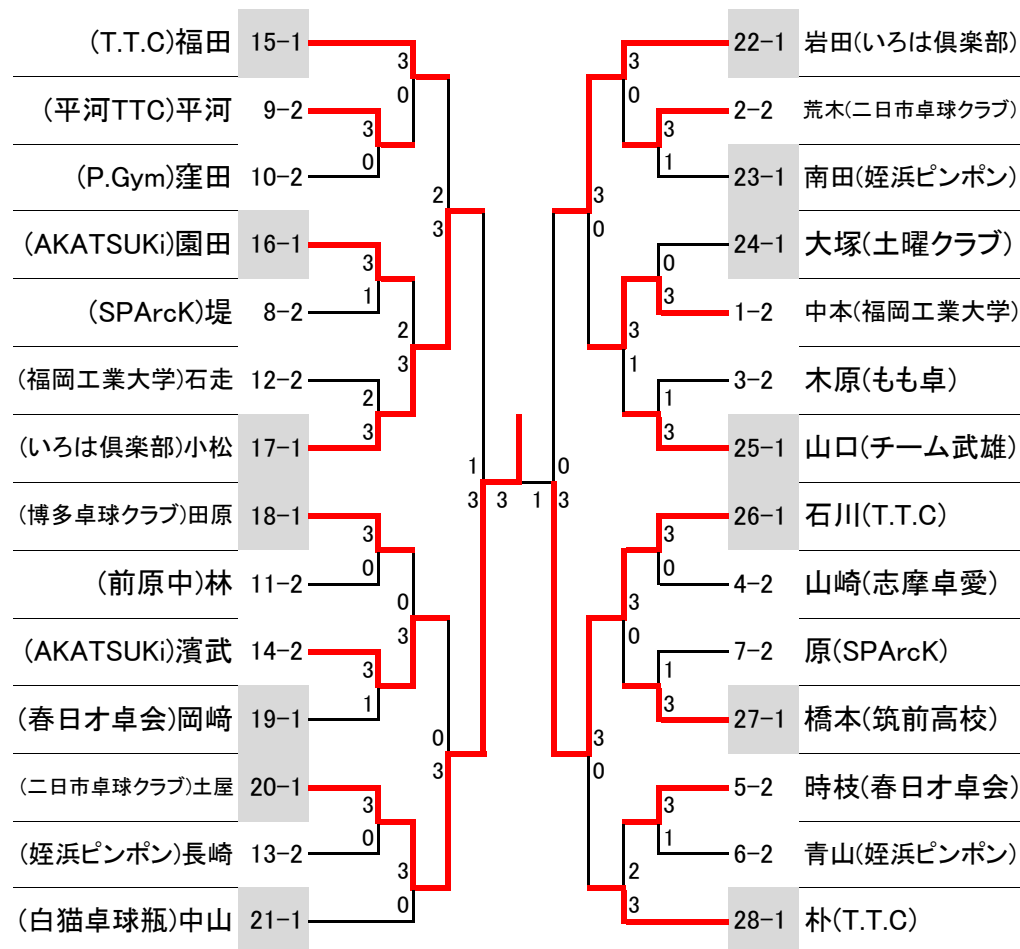 (T.T.C)福田 15-1
(平河TTC)平河 9-2
(P.Gym)窪田 10-2
(AKATSUKi)園田 16-1
(SPArcK)堤 8-2
(福岡工業大学)石走 12-2
(いろは倶楽部)小松 17-1
(博多卓球クラブ)田原 18-1
(前原中)林 11-2
(AKATSUKi)濱武 14-2
(春日才卓会)岡﨑 19-1
(二日市卓球クラブ)土屋 20-1
(姪浜ピンポン)長崎 13-2
(白猫卓球瓶)中山 21-1
3
0
3
0
2
3
3
1
2
3
2
3
1
3
3
0
0
3
3
1
0
3
3
0
3
0
3
1
22-1 岩田(いろは倶楽部)
2-2 荒木(二日市卓球クラブ)
23-1 南田(姪浜ピンポン)
24-1 大塚(土曜クラブ)
1-2 中本(福岡工業大学)
3-2 木原(もも卓)
25-1 山口(チーム武雄)
26-1 石川(T.T.C)
4-2 山崎(志摩卓愛)
7-2 原(SPArcK)
27-1 橋本(筑前高校)
5-2 時枝(春日才卓会)
6-2 青山(姪浜ピンポン)
28-1 朴(T.T.C)
3
0
3
1
3
0
0
3
3
1
1
3
0
3
3
0
3
0
1
3
3
0
3
1
2
3